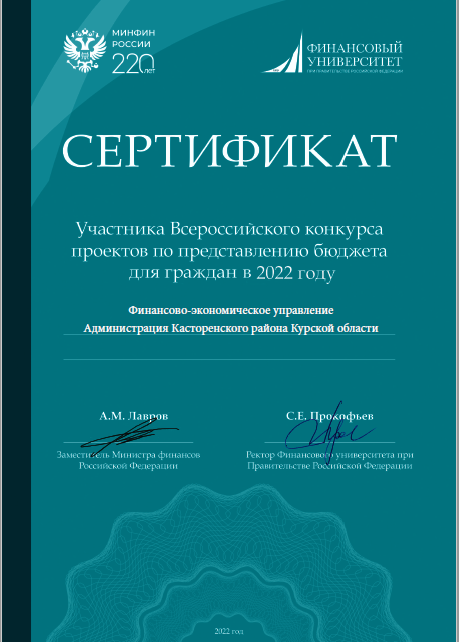 МИНФИН
РОССИИ
220 лет
ФИНАНСОВЫЙ
УНИВЕРСИТЕТ
ПРИ ПРАВИТЕЛЬСТВЕ РОССИЙСКОЙ ФЕДЕРАЦИИ
СЕРТИФИКАТ
Участника Всероссийского конкурса
проектов по представлению бюджета
для граждан в 2022 году
Финансово-экономическое управление
Администрация Касторенского района Курской области
А.М. Лавров
Заместитель Министра финансов
Российской Федерации
С.Е. Прокофьев
Ректор Финансового университета при
Правительстве Российской Федерации
2022 год